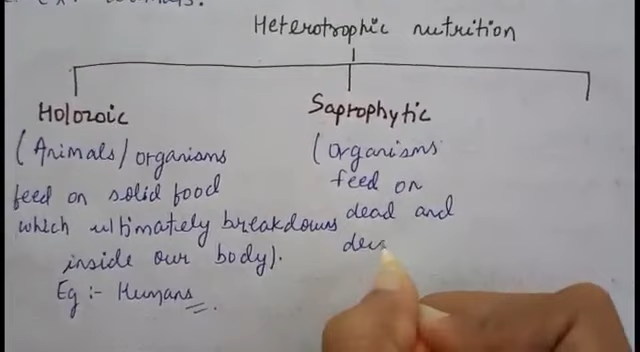 Heterotrophic nutrition
Holozoic
(Animals/organisms
feed on solid food
which ultimately breakdowns
inside our body).
Eg :- Humans
Saprophytic
(organisms
feed on
dead and